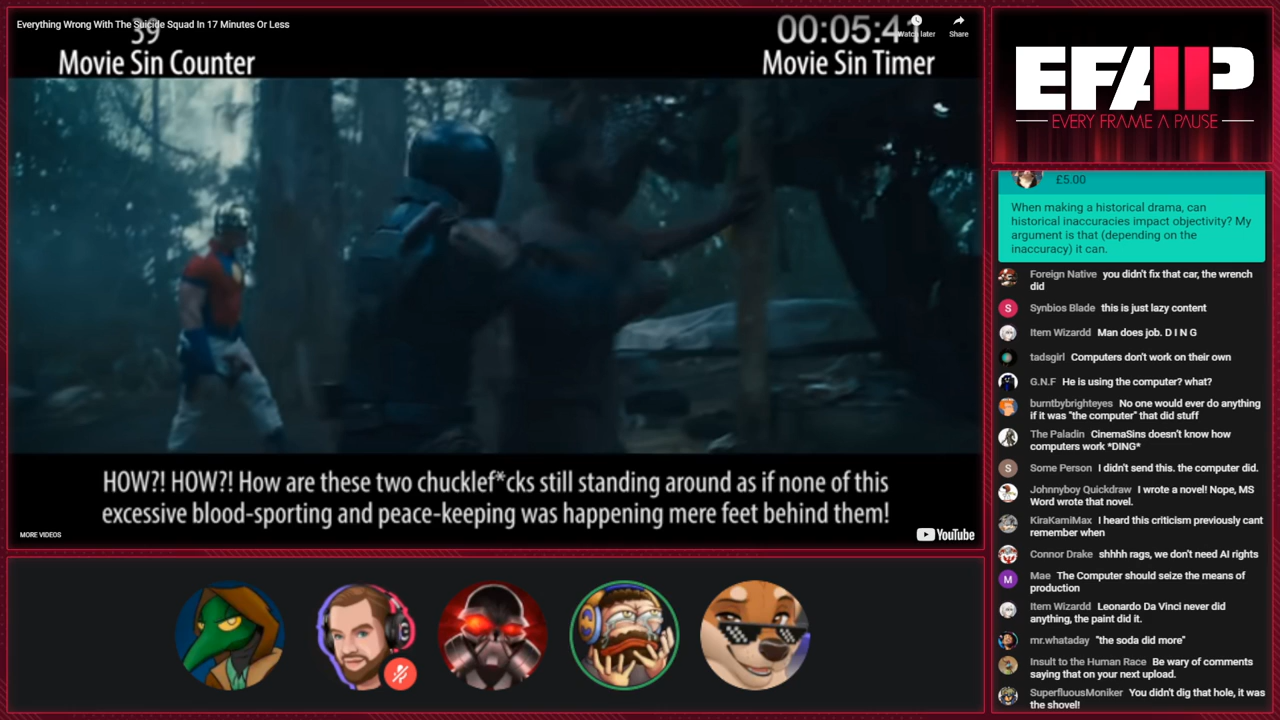 Everything Wrong With The Suicide Squad In 17 Minutes Or Less
39
Movie Sin Counter
00:05:41
Movie Sin Timer
Watch later
Share
HOW?! HOW?! How are these two chucklef*cks still standing around as if none of this
excessive blood-sporting and peace-keeping was happening mere feet behind them!
MORE VIDEOS
YouTube
EFAP
EVERY FRAME A PAUSE
£5.00
When making a historical drama, can
historical inaccuracies impact objectivity? My
argument is that (depending on the
inaccuracy) it can.
Foreign Native you didn't fix that car, the wrench
did
S
Synbios Blade this is just lazy content
Item Wizardd Man does job. D I N G
tadsgirl Computers don't work on their own
G.N.F He is using the computer? what?
burntbybrighteyes No one would ever do anything
if it was "the computer" that did stuff
The Paladin CinemaSins doesn't know how
computers work *DING*
S
Some Person I didn't send this. the computer did.
Johnnyboy Quickdraw I wrote a novel! Nope, MS
Word wrote that novel.
KiraKamiMax I heard this criticism previously cant
remember when
Connor Drake shhhh rags, we don't need AI rights
M
Mae The Computer should seize the means of
production
Item Wizardd Leonardo Da Vinci never did
anything, the paint did it.
mr.whataday "the soda did more"
Insult to the Human Race Be wary of comments
saying that on your next upload.
SuperfluousMoniker You didn't dig that hole, it was
the shovel!